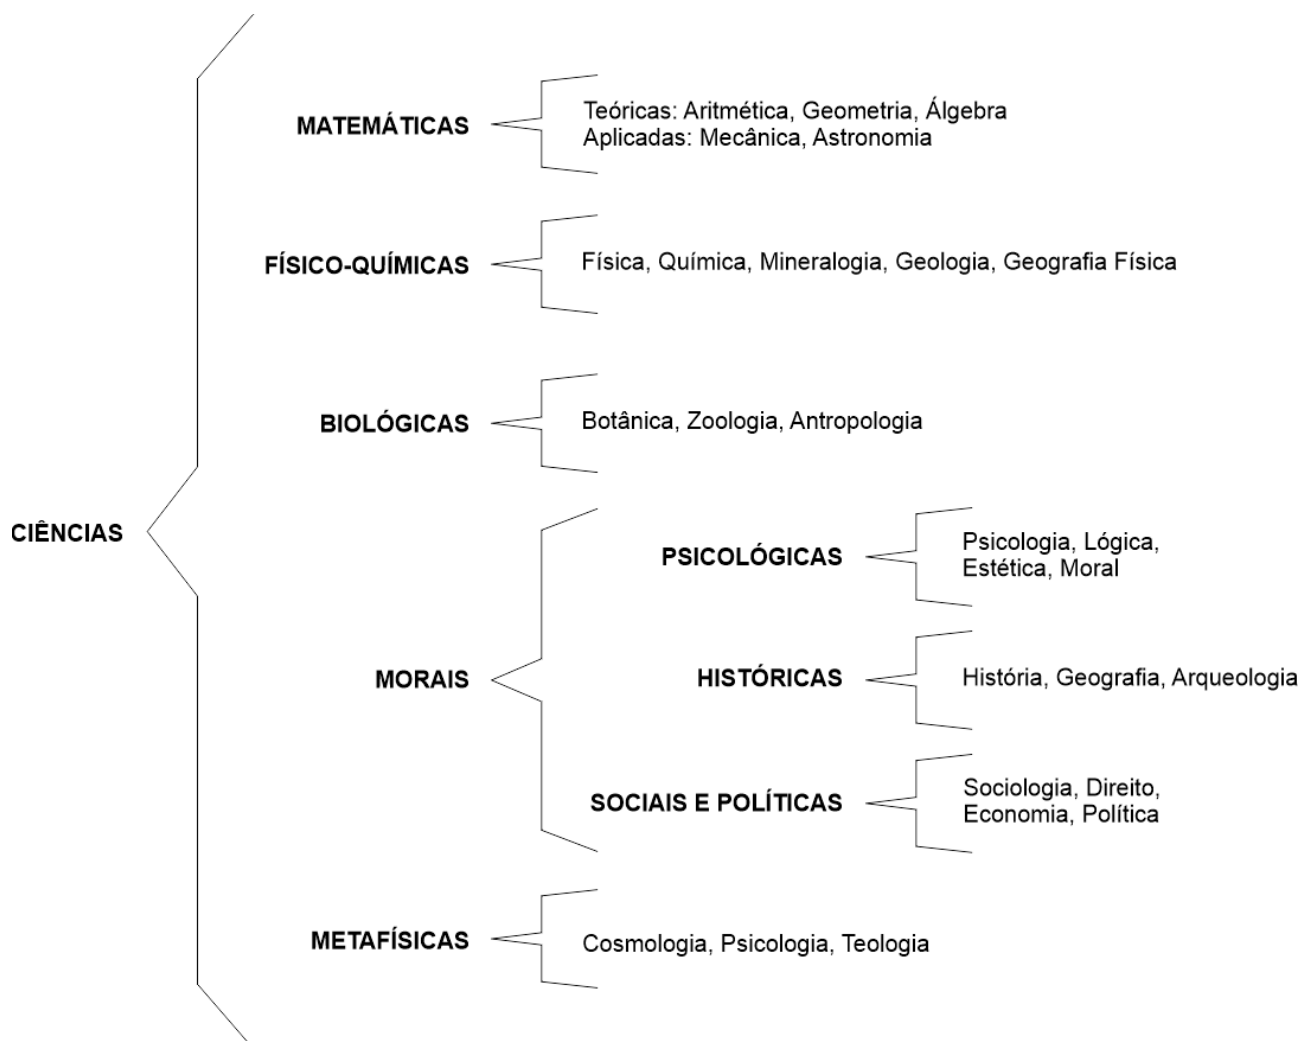 CIÊNCIAS
MATEMÁTICAS
Teóricas: Aritmética, Geometria, Álgebra
Aplicadas: Mecânica, Astronomia
FÍSICO-QUÍMICAS
Física, Química, Mineralogia, Geologia, Geografia Física
BIOLÓGICAS
Botânica, Zoologia, Antropologia
MORAIS
PSICOLÓGICAS
Psicologia, Lógica,
Estética, Moral
HISTÓRICAS
História, Geografia, Arqueologia
SOCIAIS E POLÍTICAS
Sociologia, Direito,
Economia, Política
METAFÍSICAS
Cosmologia, Psicologia, Teologia